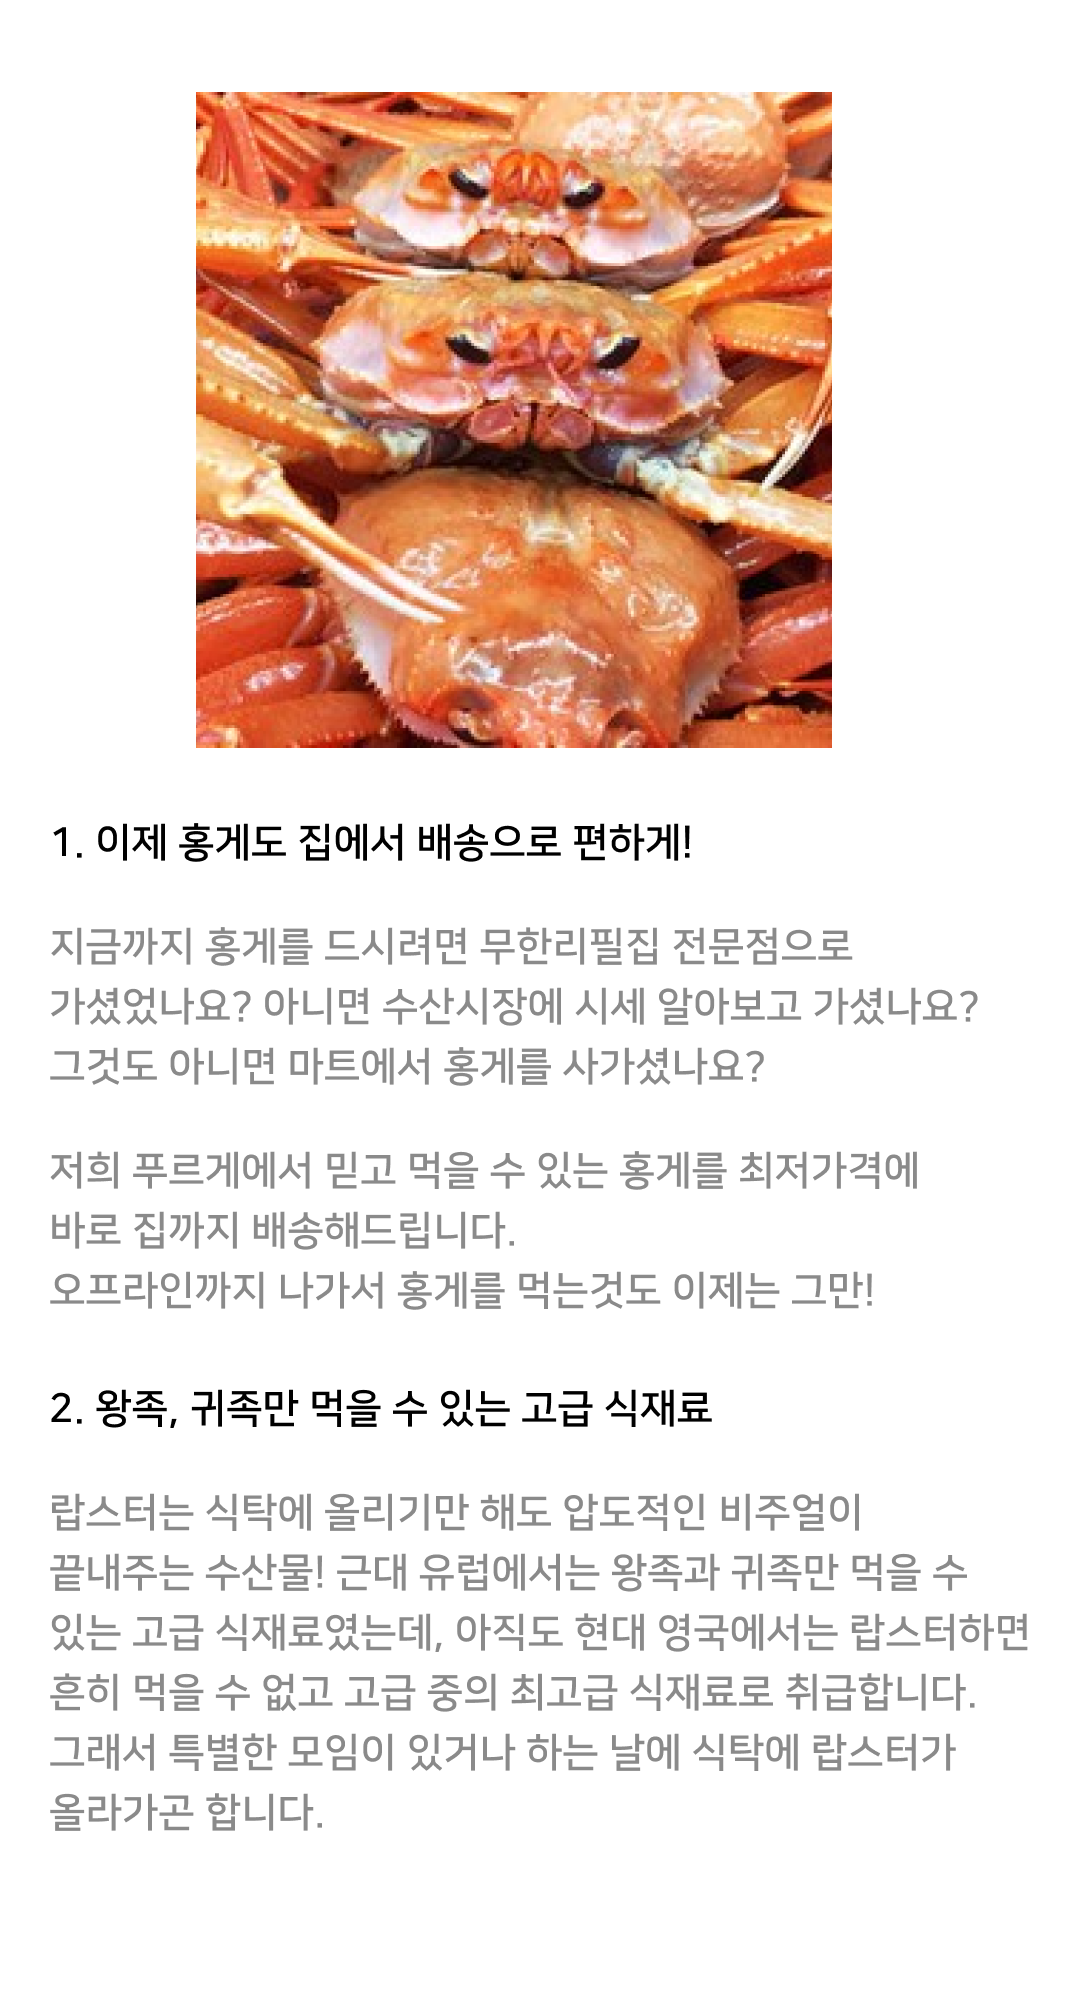 1. 이제 홍게도 집에서 배송으로 편하게!
지금까지 홍게를 드시려면 무한리필집 전문점으로
가셨었나요? 아니면 수산시장에 시세 알아보고 가셨나요?
그것도 아니면 마트에서 홍게를 사가셨나요?
저희 푸르게에서 믿고 먹을 수 있는 홍게를 최저가격에
바로 집까지 배송해드립니다.
오프라인까지 나가서 홍게를 먹는것도 이제는 그만!
2. 왕족, 귀족만 먹을 수 있는 고급 식재료
랍스터는 식탁에 올리기만 해도 압도적인 비주얼이
끝내주는 수산물! 근대 유럽에서는 왕족과 귀족만 먹을 수
있는 고급 식재료였는데, 아직도 현대 영국에서는 랍스터하면
흔히 먹을 수 없고 고급 중의 최고급 식재료로 취급합니다.
그래서 특별한 모임이 있거나 하는 날에 식탁에 랍스터가
올라가곤 합니다.